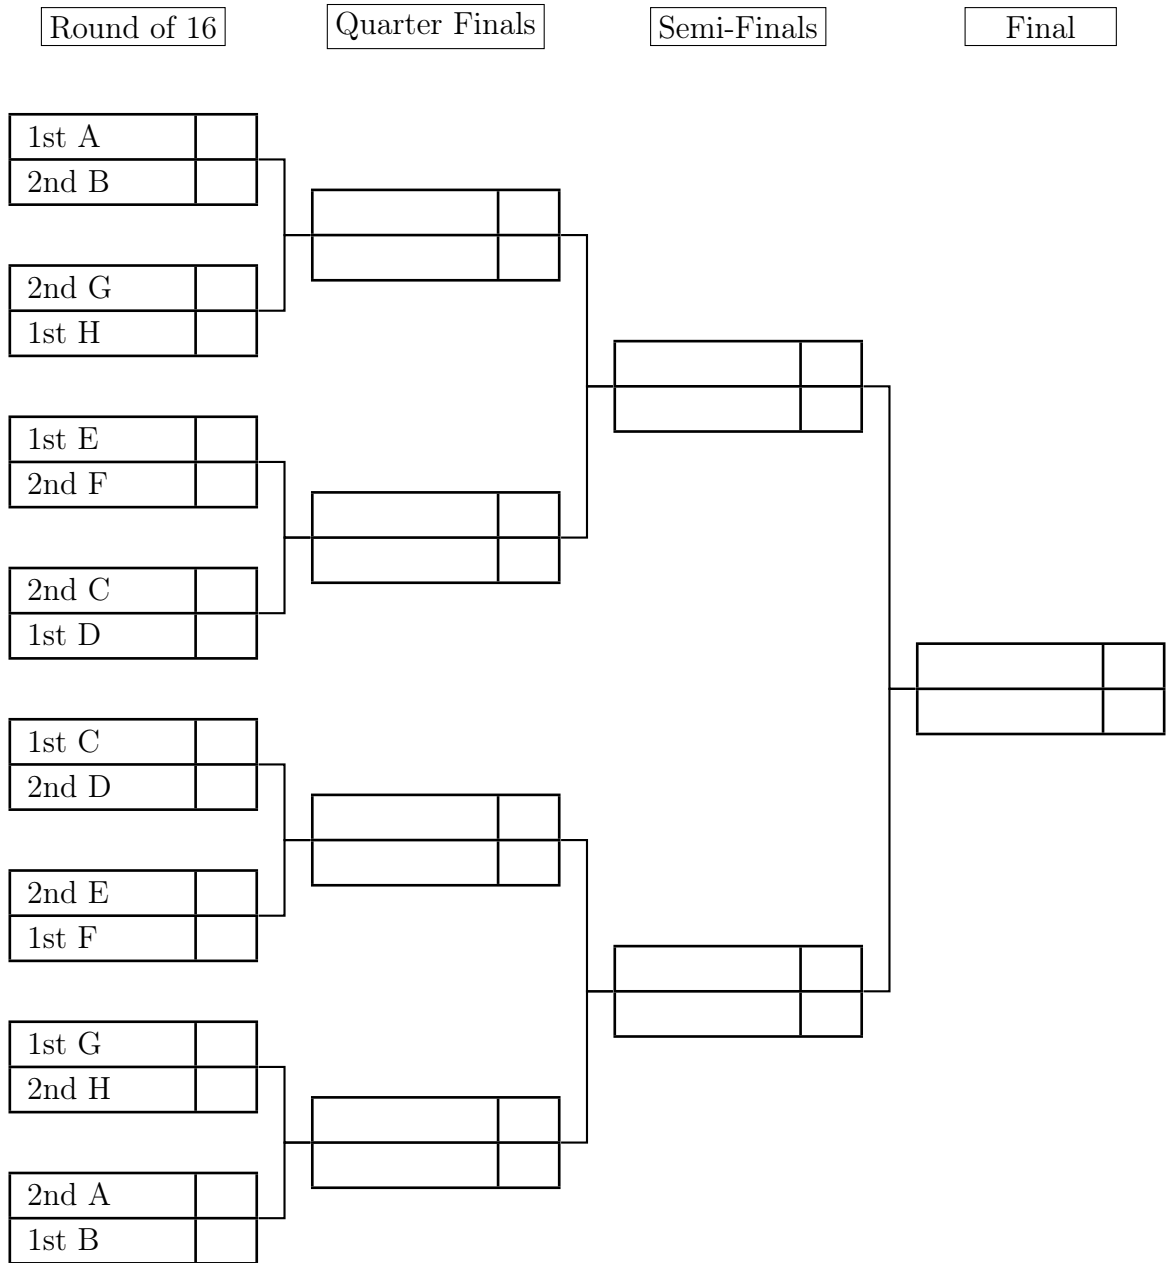 Round of 16
Quarter Finals
Semi-Finals
Final
1st A
2nd B
2nd G
1st H
1st E
2nd F
2nd C
1st D
1st C
2nd D
2nd E
1st F
1st G
2nd H
2nd A
1st B